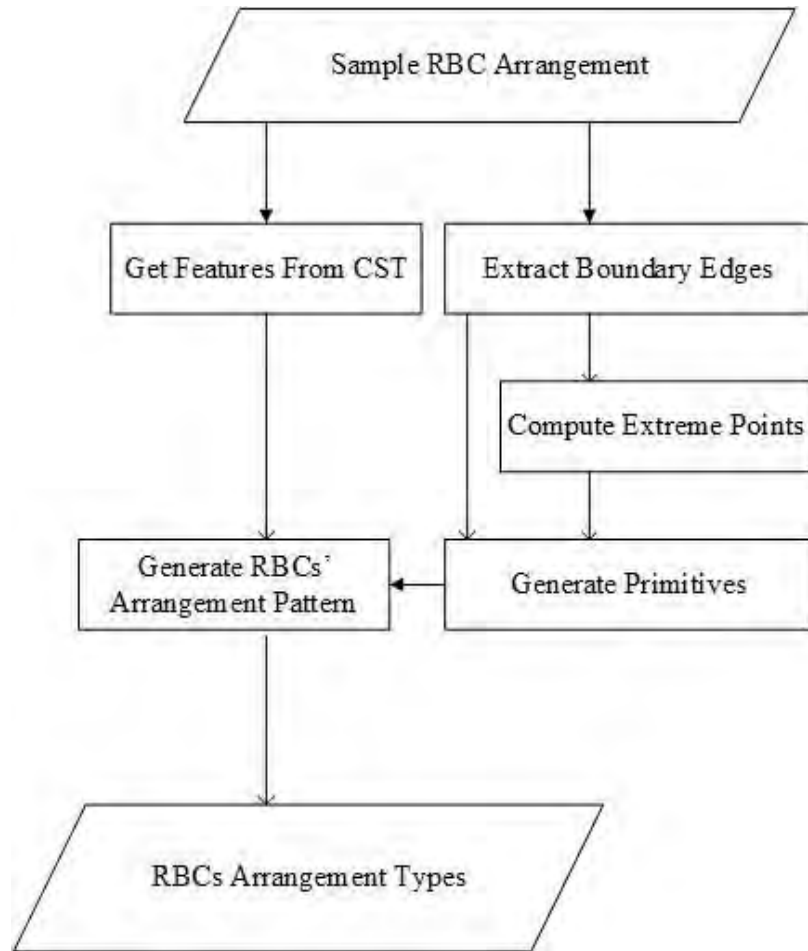 Sample RBC Arrangement
Get Features From CST
Extract Boundary Edges
Compute Extreme Points
Generate RBCs´
Arrangement Pattern
Generate Primitives
RBCs Arrangement Types